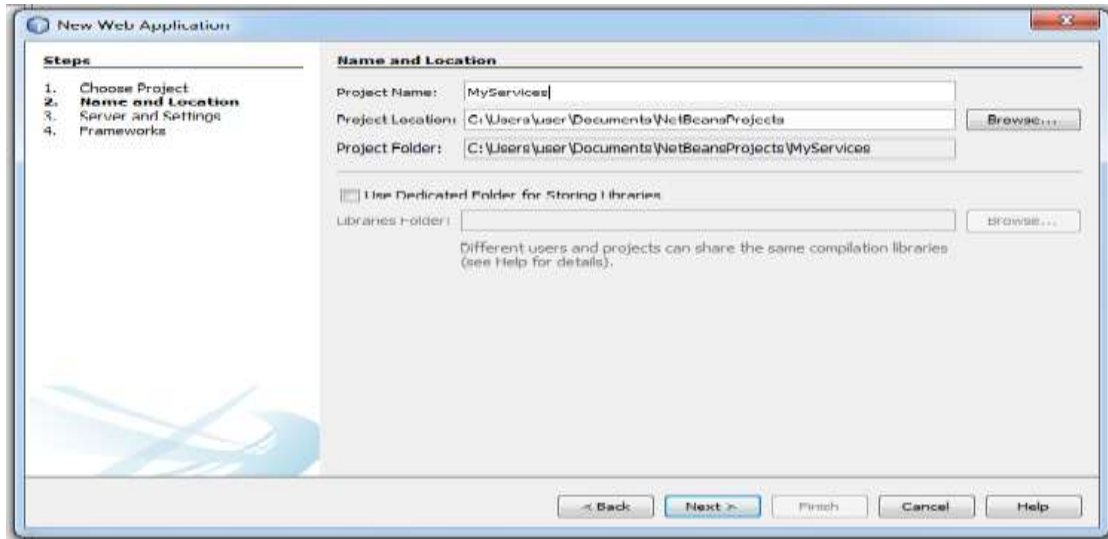 New Web Application
Steps
1. Choose Project
2. Name and Location
3. Server and Settings
4. Frameworks
Name and Location
Project Name: MyServices
Project Location: C:\Users\user\Documents\NetBeansProjects Browse...
Project Folder: C:\Users\user\Documents\NetBeansProjects\MyServices
Use Dedicated Folder for Storing Libraries
Libraries Folder: Browse...
Different users and projects can share the same compilation libraries
(see Help for details).
< Back Next > Finish Cancel Help